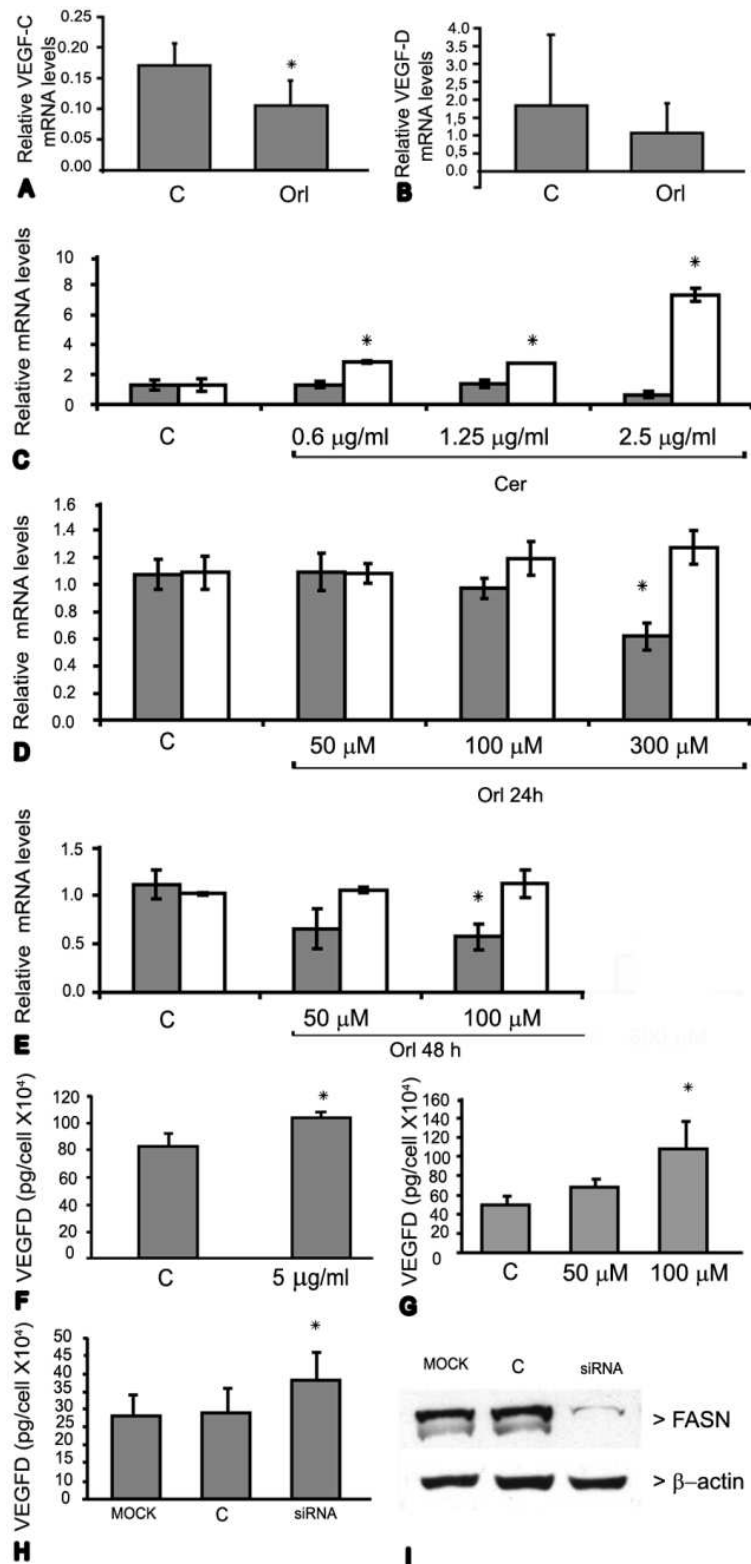 Relative VEGF-C
mRNA levels
0.25
0.20
0.15
0.10
0.05
0.00
*
C
Orl
A
Relative VEGF-D
mRNA levels
4.0
3.5
3.0
2.5
2.0
1.5
1.0
0.5
0.0
C
Orl
B
Relative mRNA levels
10
8
6
4
2
0
*
*
*
C
0.6 µg/ml
1.25 µg/ml
2.5 µg/ml
Cer
C
Relative mRNA levels
1.6
1.4
1.2
1.0
0.8
0.6
0.4
0.2
0.0
*
C
50 µM
100 µM
300 µM
Orl 24h
D
Relative mRNA levels
1.5
1.0
0.5
0.0
*
C
50 µM
100 µM
Orl 48 h
E
VEGFD (pg/cell X10⁴)
120
100
80
60
40
20
0
*
C
5 µg/ml
F
VEGFD (pg/cell X10⁴)
160
140
120
100
80
60
40
20
0
*
C
50 µM
100 µM
G
VEGFD (pg/cell X10⁴)
50
45
35
30
25
25
20
15
10
5
0
*
MOCK
C
siRNA
H
MOCK
C
siRNA
> FASN
> β–actin
I